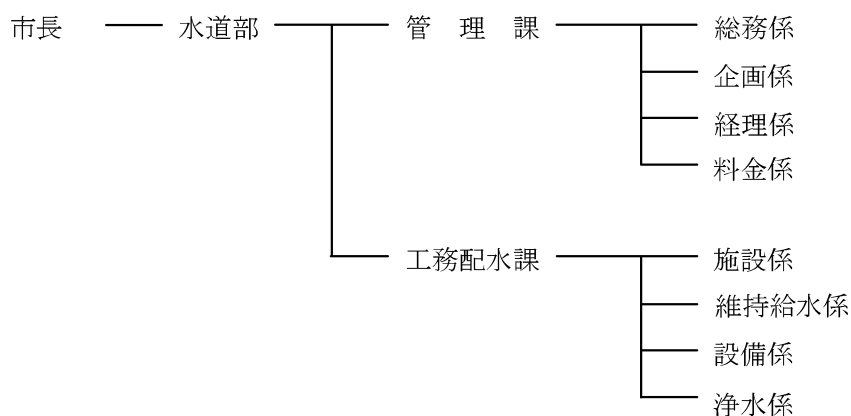 市長 水道部 管理課 総務係
企画係
経理係
料金係
工務配水課 施設係
維持給水係
設備係
浄水係